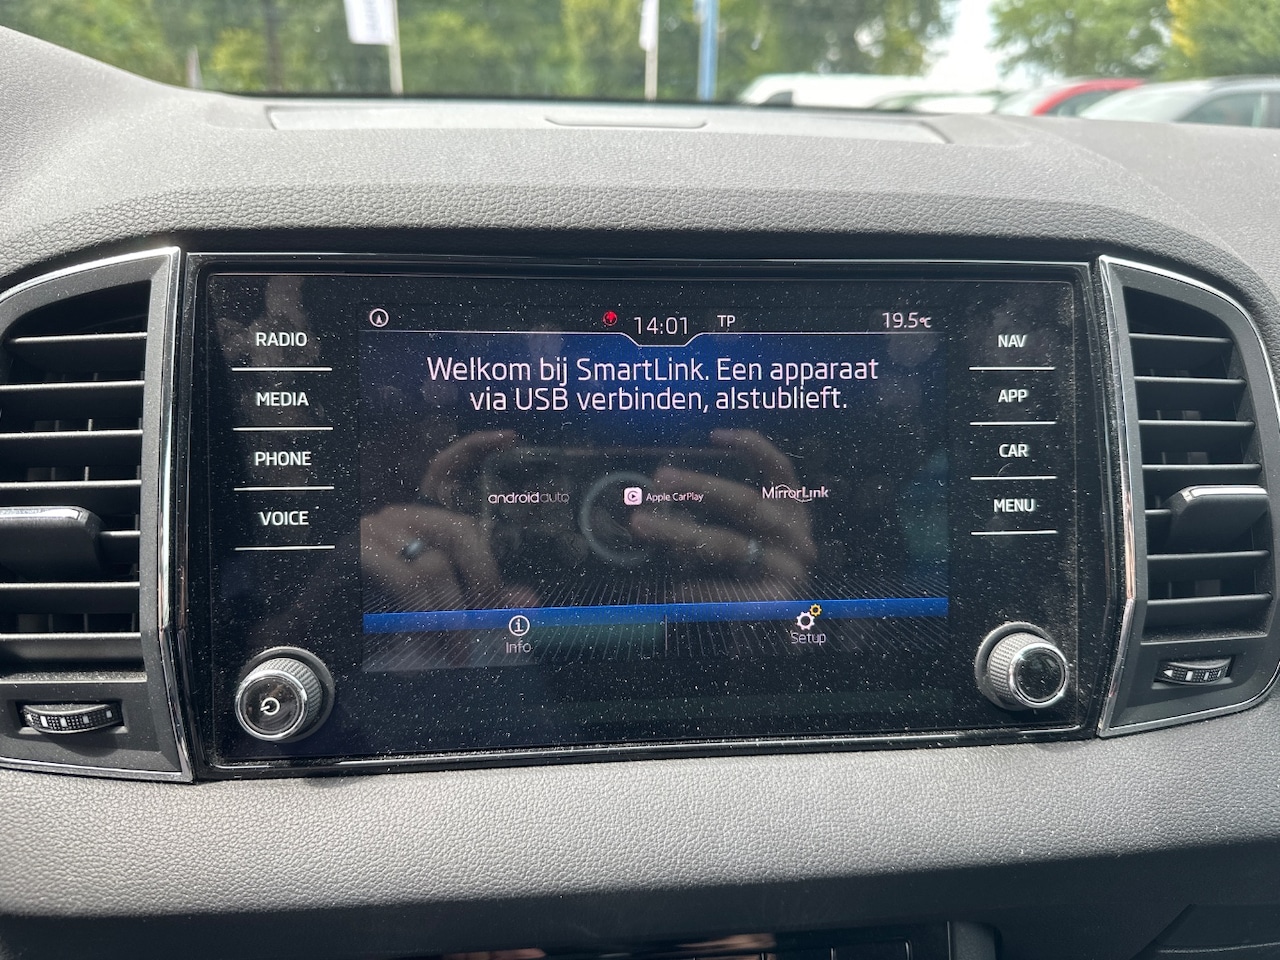 14:01
TP
19.5°C
RADIO
MEDIA
PHONE
VOICE
Welkom bij SmartLink. Een apparaat
via USB verbinden, alstublieft.
androidauto
Apple CarPlay
MirrorLink
Info
Setup
NAV
APP
CAR
MENU